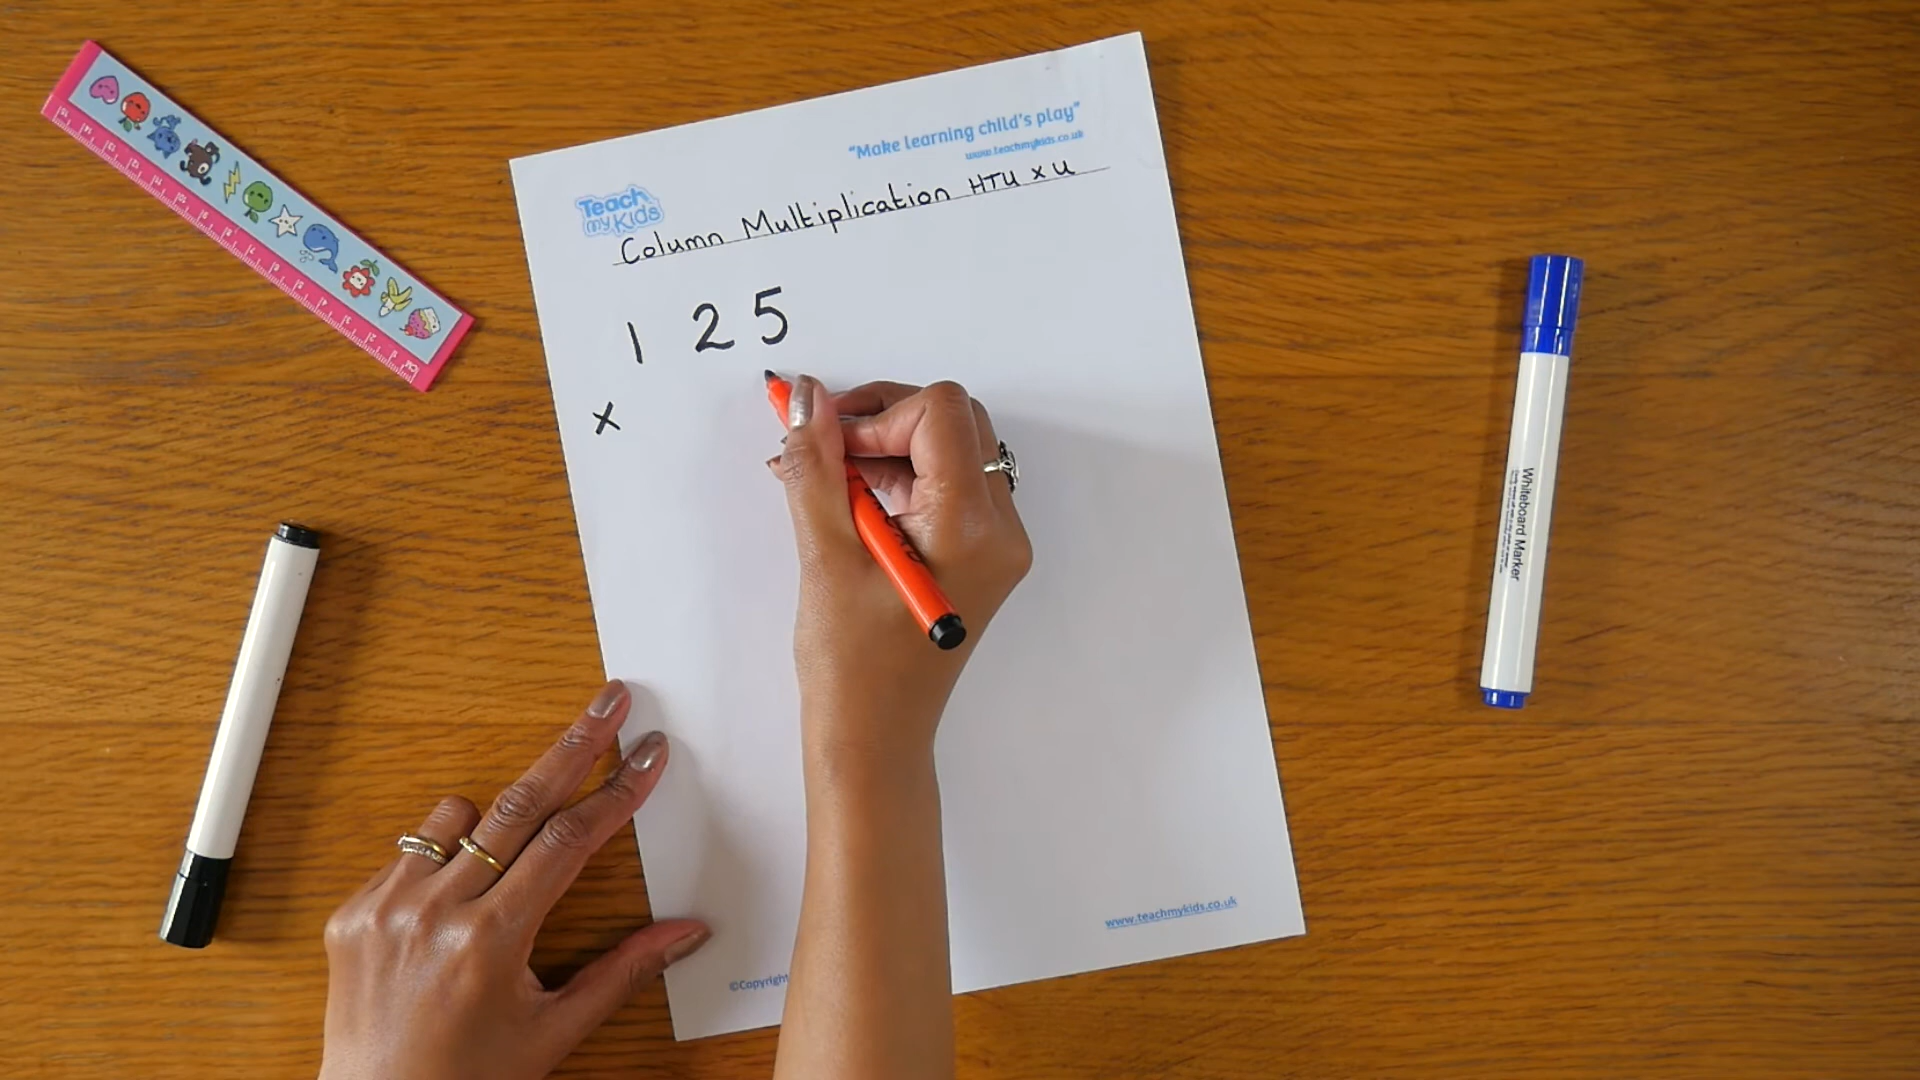 "Make learning child's play"
www.teachmykids.co.uk
Teach
my Kids
Column Multiplication HTU x U
1 2 5
x
Whiteboard Marker
www.teachmykids.co.uk
©Copyright